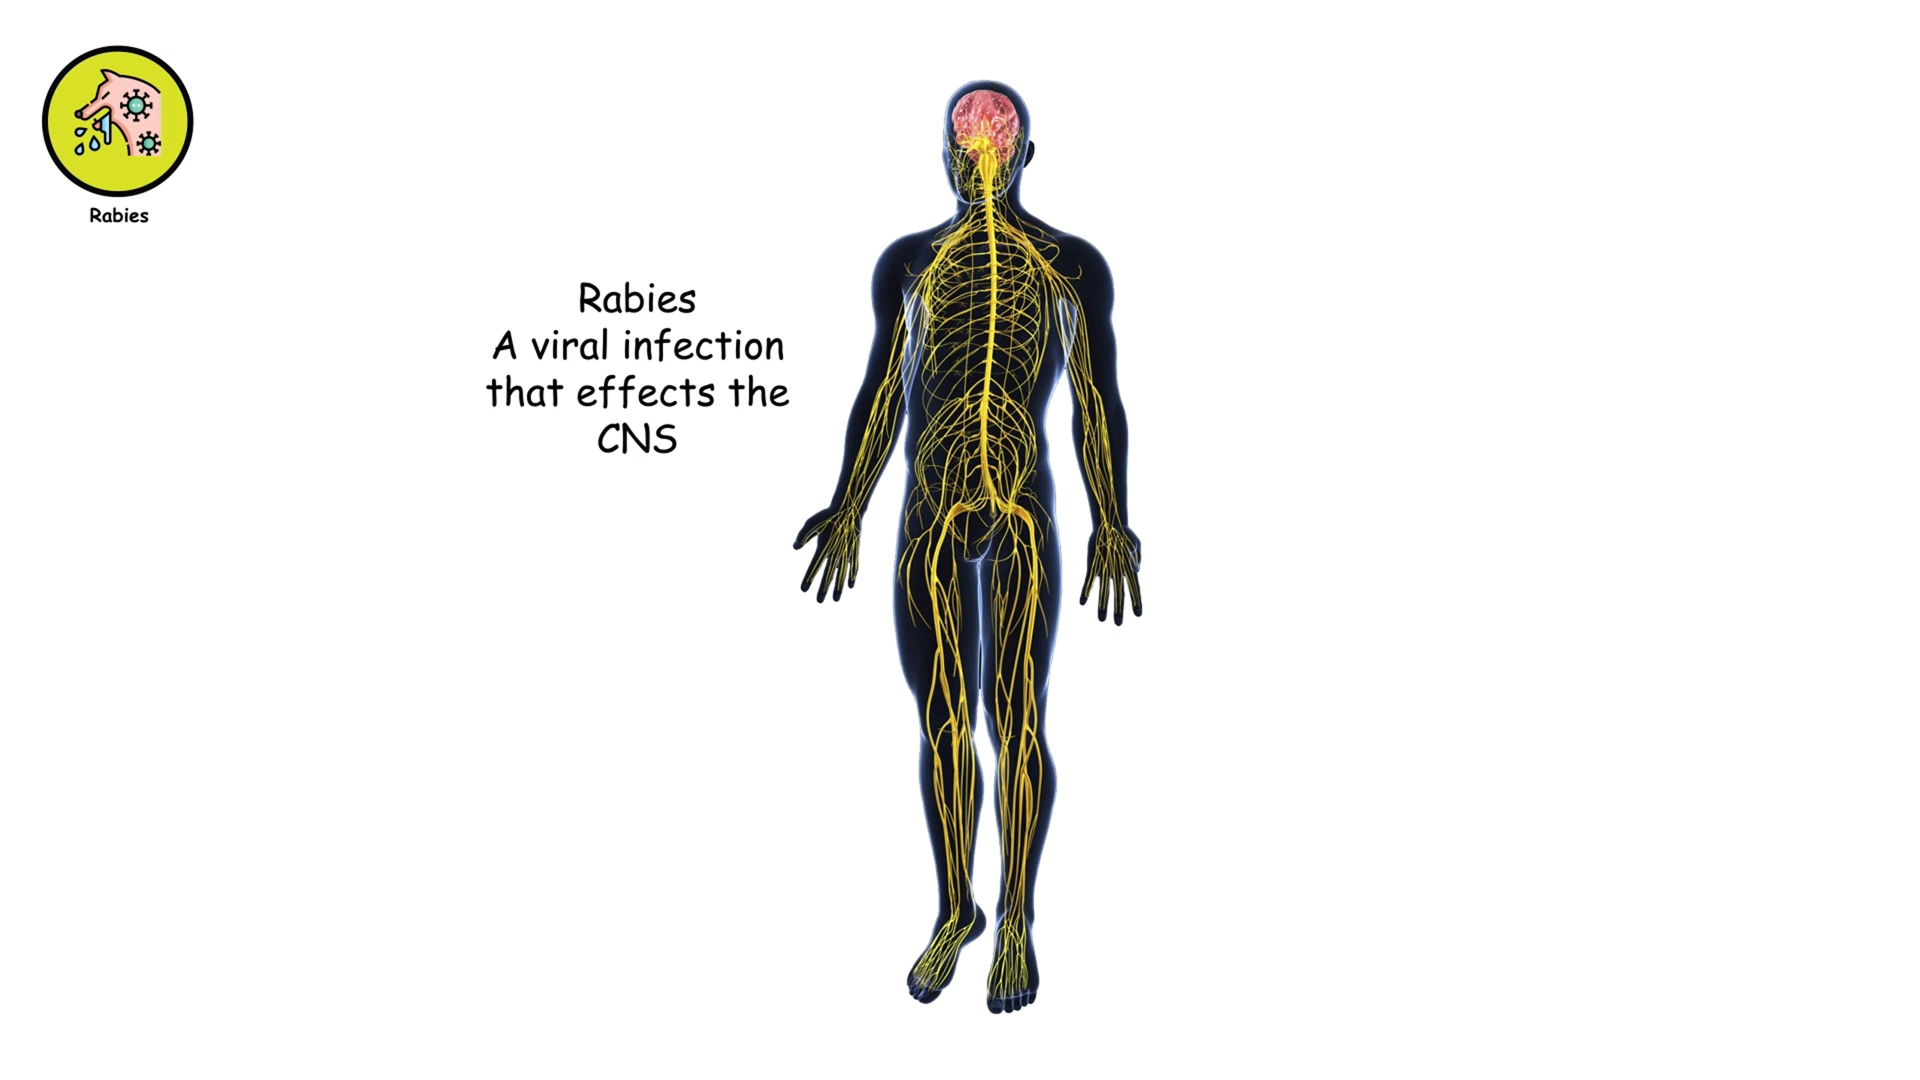 Rabies
Rabies
A viral infection
that effects the
CNS